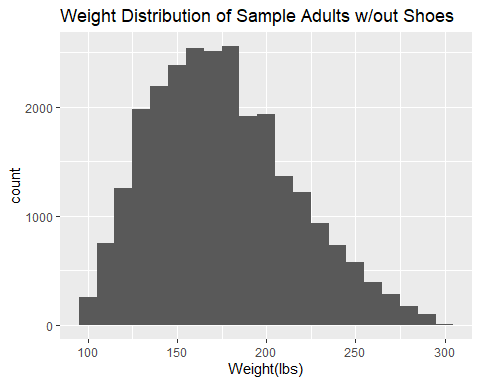 Weight Distribution of Sample Adults w/out Shoes
count
2000
1000
0
100 150 200 250 300
Weight(lbs)